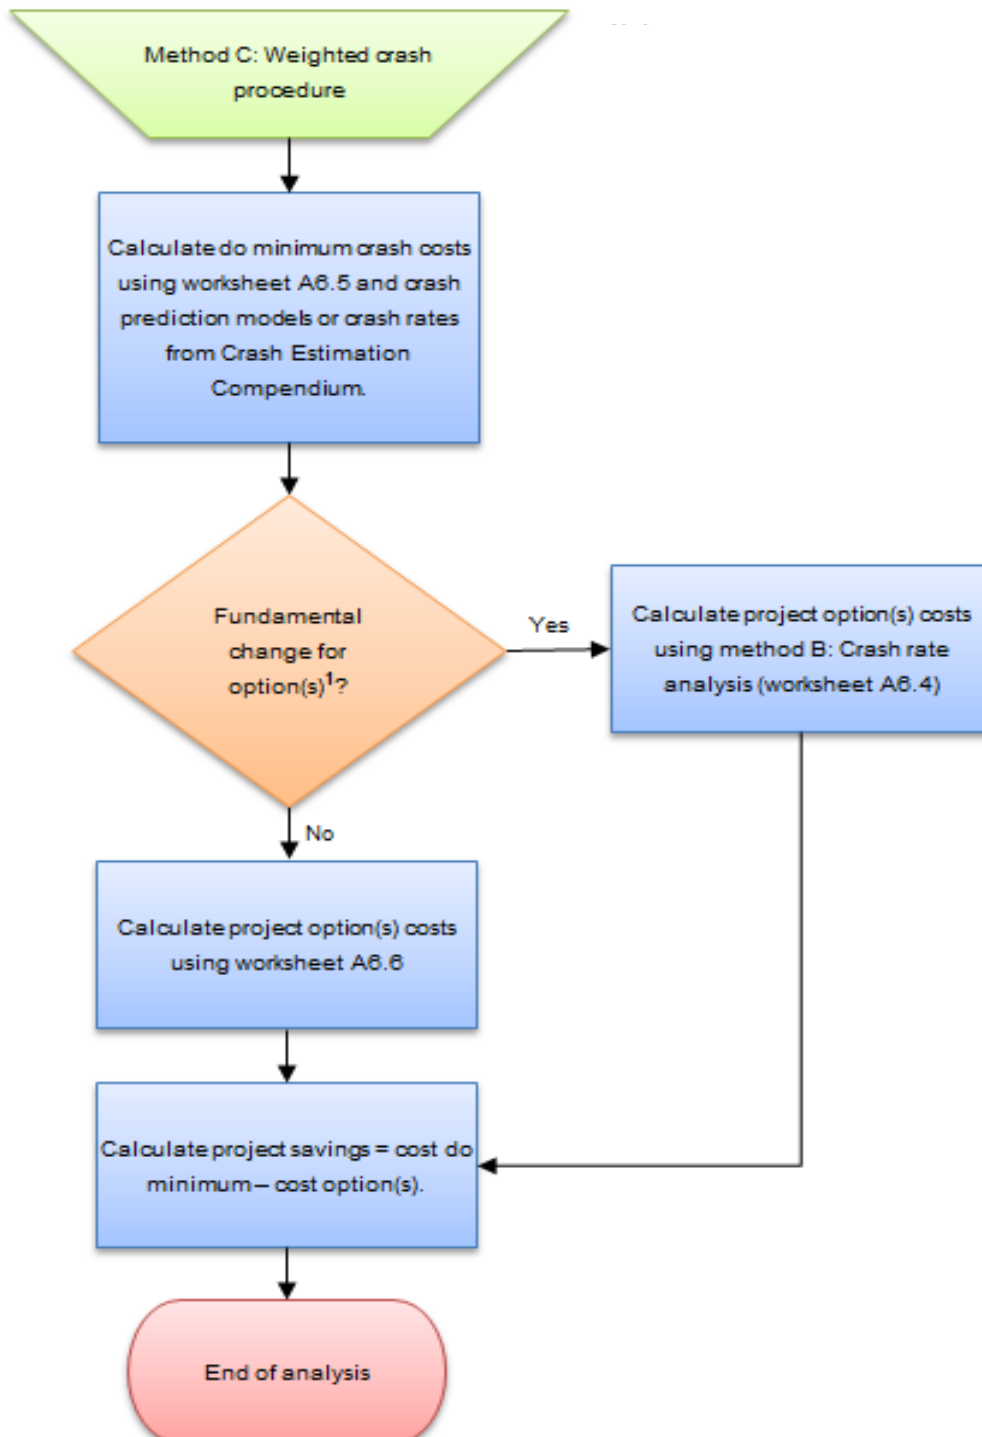 Method C: Weighted crash
procedure
Calculate do minimum crash costs
using worksheet A6.5 and crash
prediction models or crash rates
from Crash Estimation
Compendium.
Fundamental
change for
option(s)¹?
Yes
Calculate project option(s) costs
using method B: Crash rate
analysis (worksheet A6.4)
No
Calculate project option(s) costs
using worksheet A6.6
Calculate project savings = cost do
minimum – cost option(s).
End of analysis